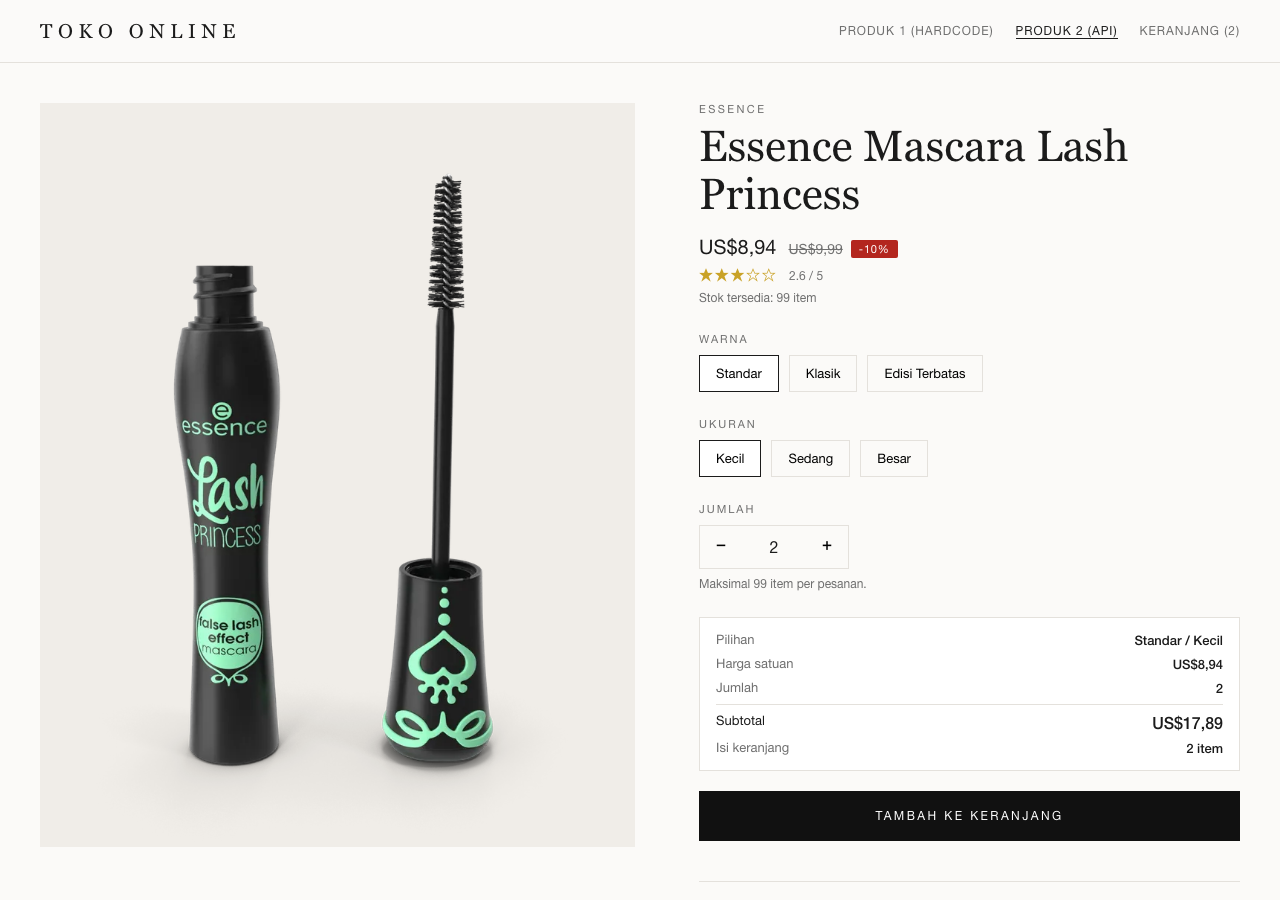 TOKO ONLINE
PRODUK 1 (HARDCODE) PRODUK 2 (API) KERANJANG (2)
essence
Lash
PRINCESS
false lash
effect
mascara
ESSENCE
Essence Mascara Lash
Princess
US$8,94 US$9,99 -10%
★★★☆☆ 2.6 / 5
Stok tersedia: 99 item
WARNA
Standar Klasik Edisi Terbatas
UKURAN
Kecil Sedang Besar
JUMLAH
− 2 +
Maksimal 99 item per pesanan.
Pilihan Standar / Kecil
Harga satuan US$8,94
Jumlah 2
Subtotal US$17,89
Isi keranjang 2 item
TAMBAH KE KERANJANG